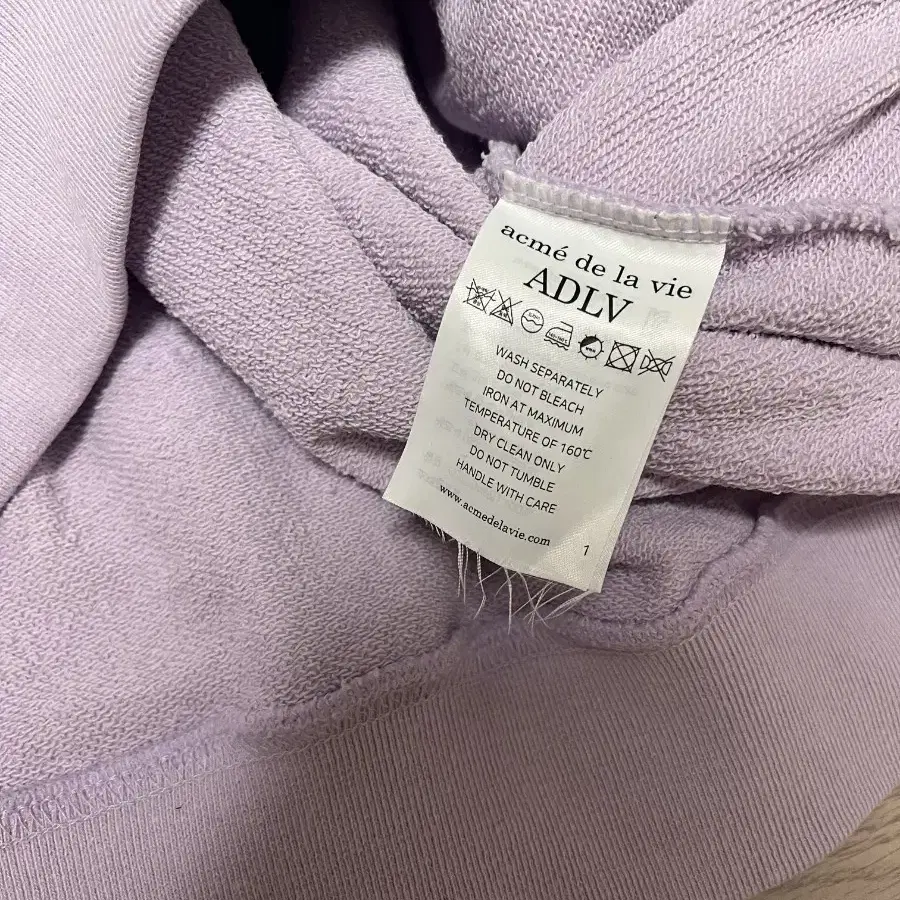 acmé de la vie
ADLV
WASH SEPARATELY
DO NOT BLEACH
IRON AT MAXIMUM
TEMPERATURE OF 160℃
DRY CLEAN ONLY
DO NOT TUMBLE
HANDLE WITH CARE
www.acmedelavie.com
1